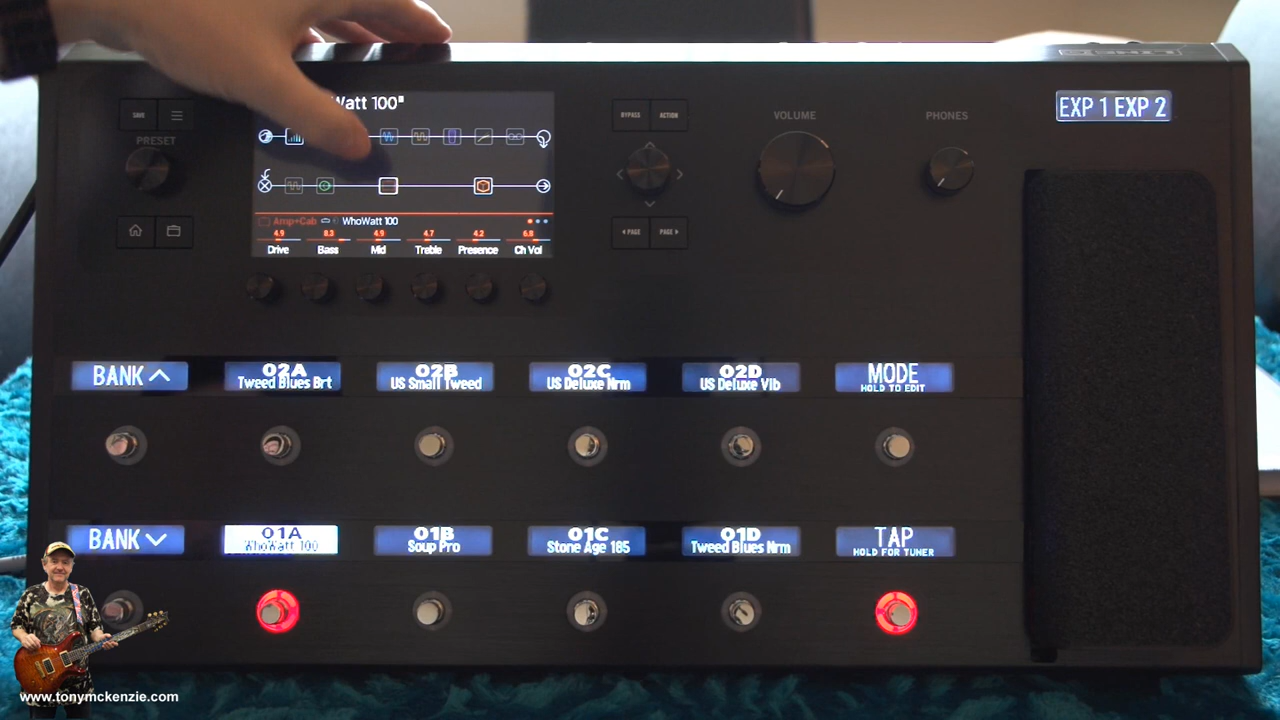 LINE 6
EXP 1 EXP 2
Watt 100"
SAVE
PRESET
BYPASS ACTION
VOLUME
PHONES
Amp+Cab WhoWatt 100
4.9 8.3 4.9 4.7 4.2 6.8
Drive Bass Mid Treble Presence Ch Vol
PAGE PAGE
BANK
02A
Tweed Blues Brt
02B
US Small Tweed
02C
US Deluxe Nrm
02D
US Deluxe Vib
MODE
HOLD TO EDIT
BANK
01A
WhoWatt 100
01B
Soup Pro
01C
Stone Age 185
01D
Tweed Blues Nrm
TAP
HOLD FOR TUNER
www.tonymckenzie.com